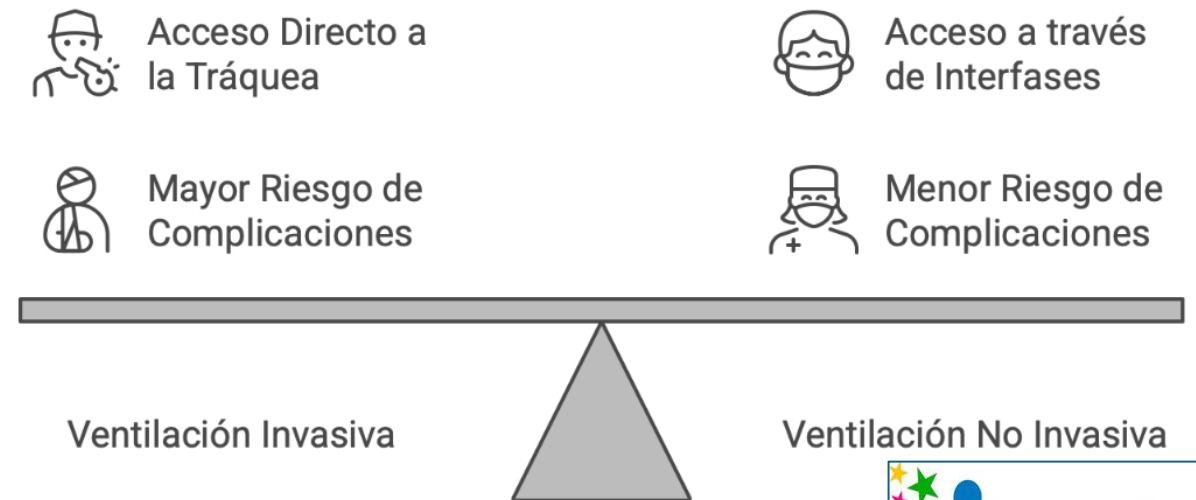 Acceso Directo a
la Tráquea
Acceso a través
de Interfases
Mayor Riesgo de
Complicaciones
Menor Riesgo de
Complicaciones
Ventilación Invasiva
Ventilación No Invasiva